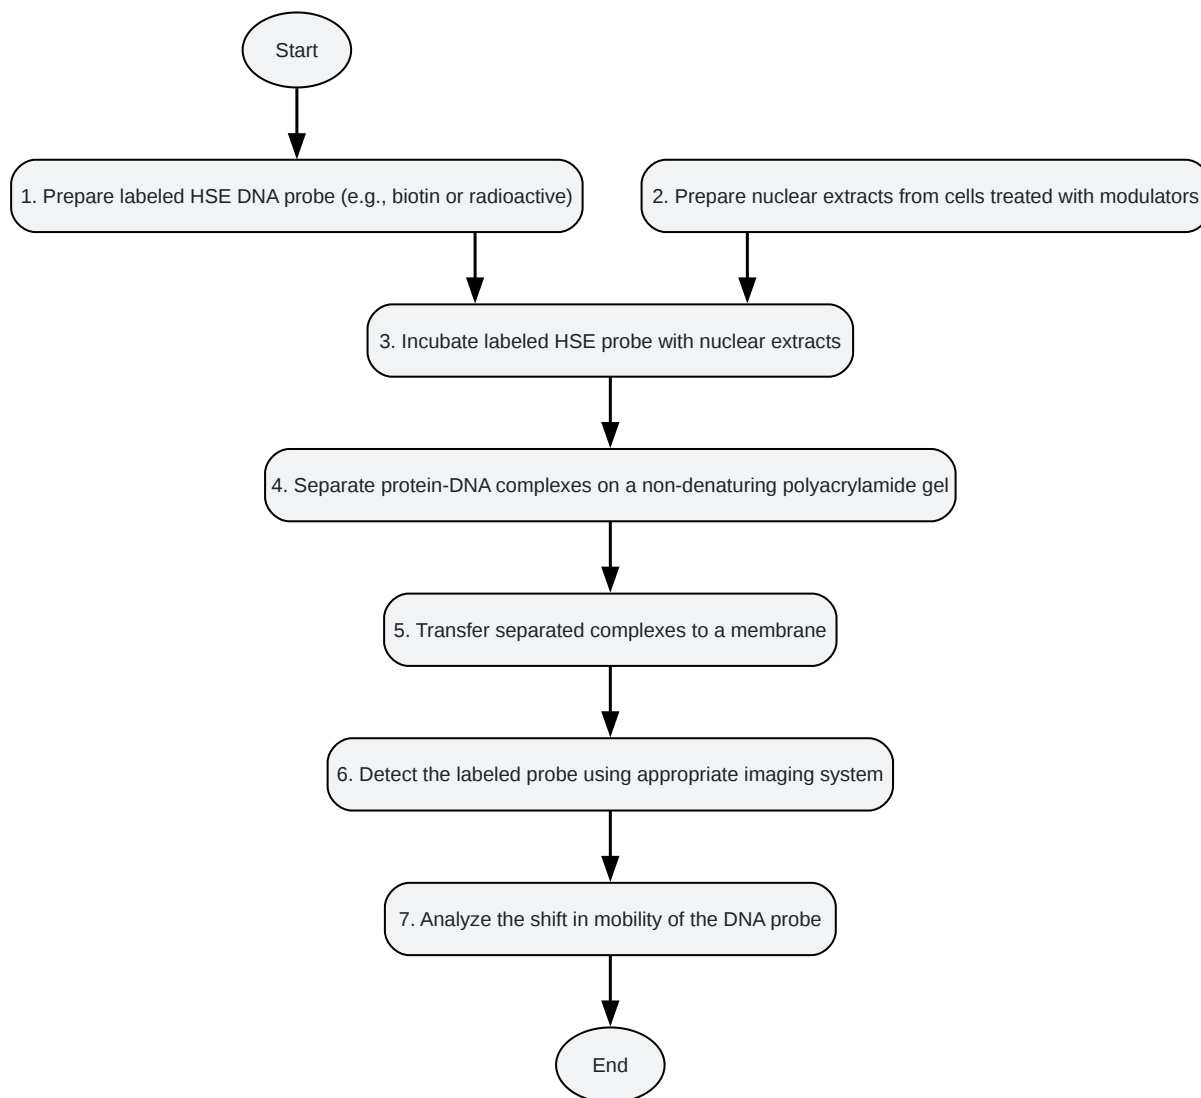 Start
1. Prepare labeled HSE DNA probe (e.g., biotin or radioactive)
2. Prepare nuclear extracts from cells treated with modulators
3. Incubate labeled HSE probe with nuclear extracts
4. Separate protein-DNA complexes on a non-denaturing polyacrylamide gel
5. Transfer separated complexes to a membrane
6. Detect the labeled probe using appropriate imaging system
7. Analyze the shift in mobility of the DNA probe
End